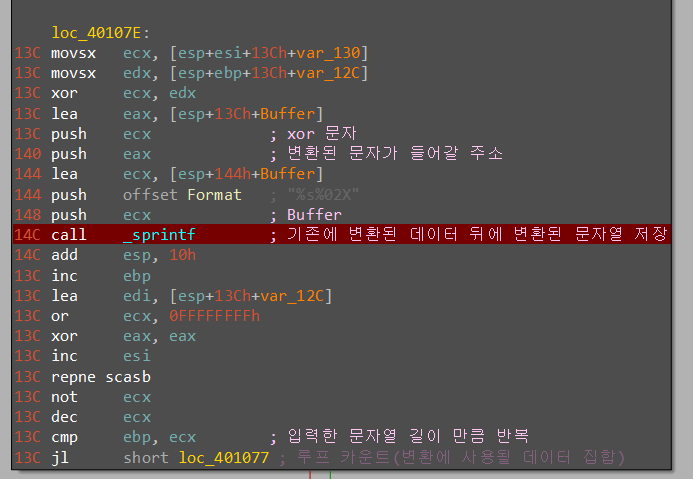 loc_40107E:
13C movsx ecx, [esp+esi+13Ch+var_130]
13C movsx edx, [esp+ebp+13Ch+var_12C]
13C xor ecx, edx
13C lea eax, [esp+13Ch+Buffer]
13C push ecx ; xor 문자
140 push eax ; 변환된 문자가 들어갈 주소
144 lea ecx, [esp+144h+Buffer]
144 push offset Format ; "%s%02X"
148 push ecx ; Buffer
14C call _sprintf ; 기존에 변환된 데이터 뒤에 변환된 문자열 저장
14C add esp, 10h
13C inc ebp
13C lea edi, [esp+13Ch+var_12C]
13C or ecx, 0FFFFFFFFh
13C xor eax, eax
13C inc esi
13C repne scasb
13C not ecx
13C dec ecx
13C cmp ebp, ecx ; 입력한 문자열 길이 만큼 반복
13C jl short loc_401077 ; 루프 카운트(변환에 사용될 데이터 집합)